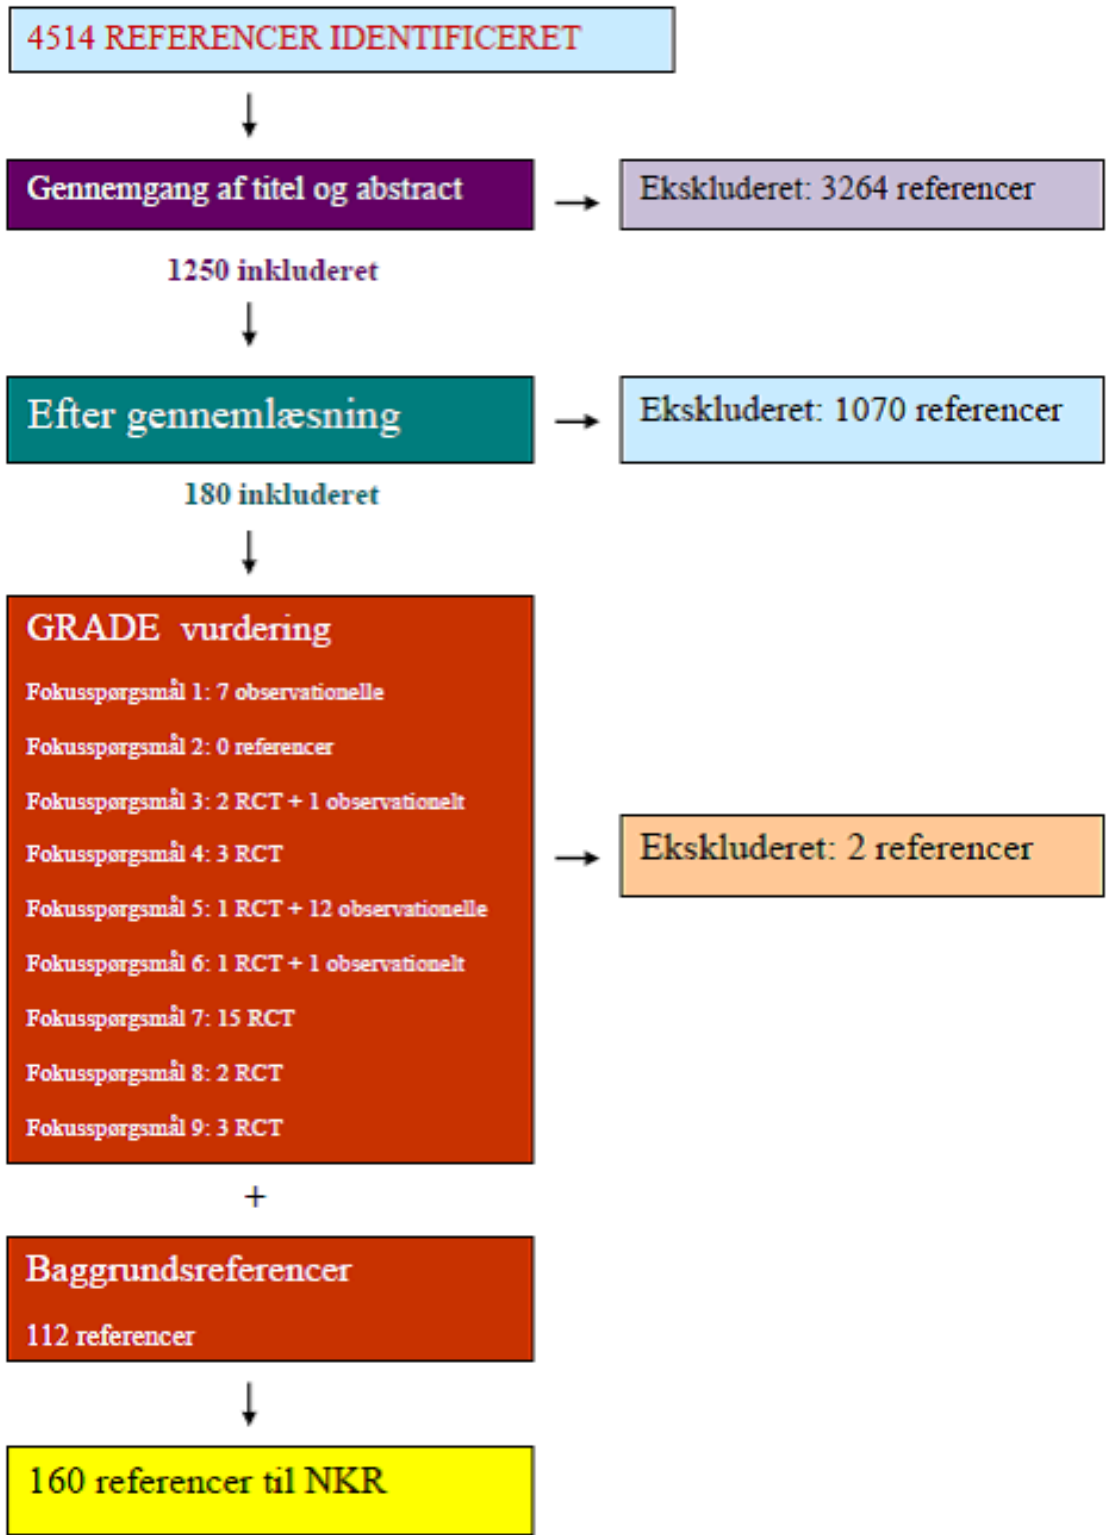 4514 REFERENCER IDENTIFICERET
Gennemgang af titel og abstract
Ekskluderet: 3264 referencer
1250 inkluderet
Efter gennemlæsning
Ekskluderet: 1070 referencer
180 inkluderet
GRADE vurdering
Fokusspørgsmål 1: 7 observationelle
Fokusspørgsmål 2: 0 referencer
Fokusspørgsmål 3: 2 RCT + 1 observationelt
Fokusspørgsmål 4: 3 RCT
Fokusspørgsmål 5: 1 RCT + 12 observationelle
Fokusspørgsmål 6: 1 RCT + 1 observationelt
Fokusspørgsmål 7: 15 RCT
Fokusspørgsmål 8: 2 RCT
Fokusspørgsmål 9: 3 RCT
Ekskluderet: 2 referencer
+
Baggrundsreferencer
112 referencer
160 referencer til NKR